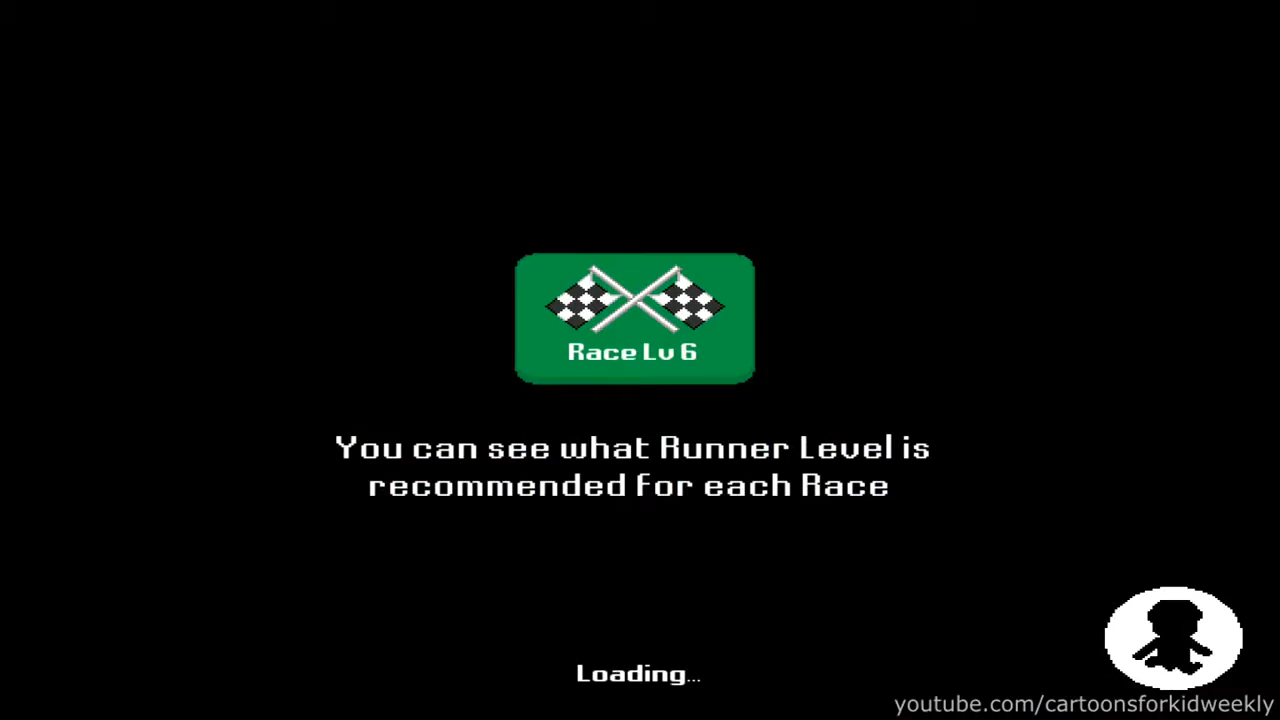 Race Lv 6
You can see what Runner Level is
recommended for each Race
Loading...
youtube.com/cartoonsforkidweekly